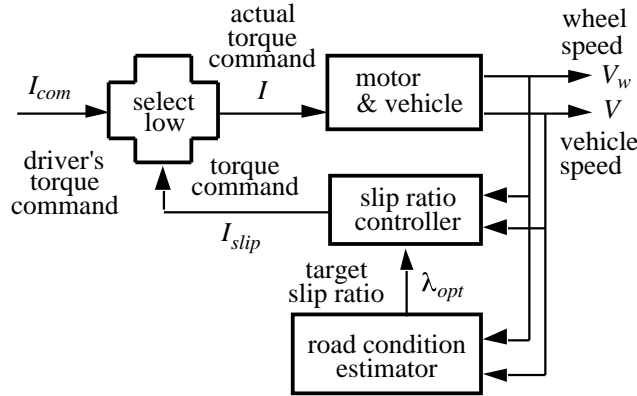 actual
torque
command
wheel
speed
I_com
select
low
I
motor
& vehicle
V_w
V
driver's
torque
command
torque
command
vehicle
speed
I_slip
slip ratio
controller
target
slip ratio
λ_opt
road condition
estimator